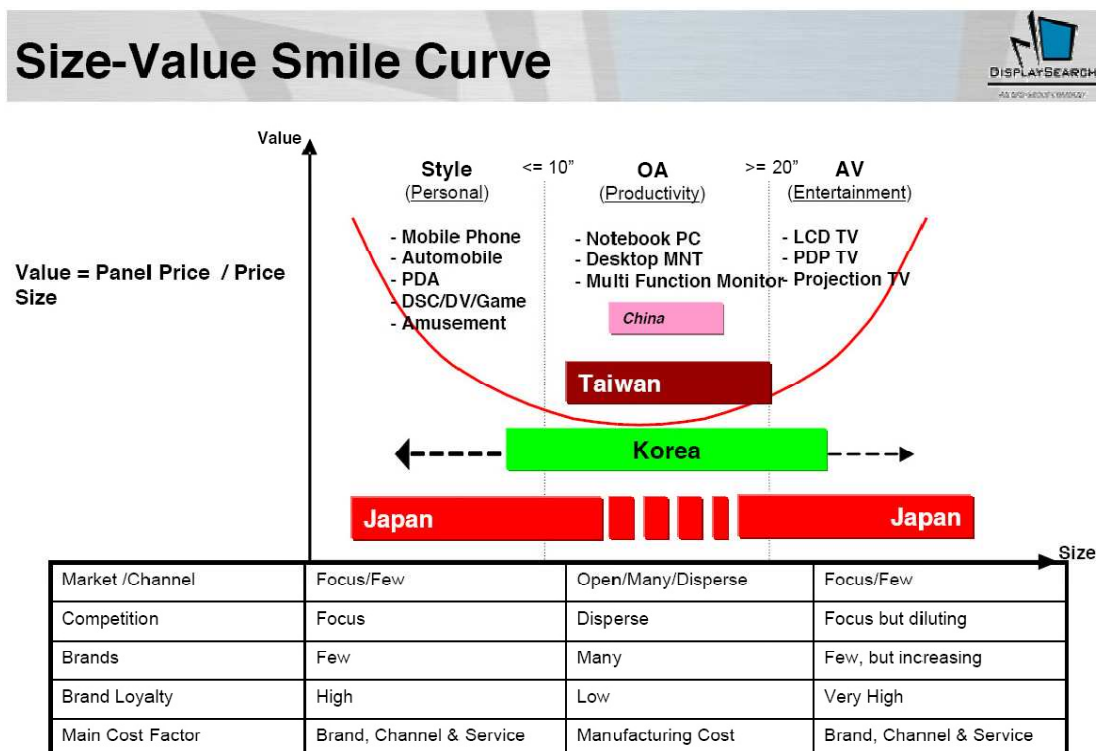 Size-Value Smile Curve
DISPLAYSEARCH
Value
Style
(Personal)
<= 10”
OA
(Productivity)
>= 20”
AV
(Entertainment)
- Mobile Phone
- Automobile
- PDA
- DSC/DV/Game
- Amusement
- Notebook PC
- Desktop MNT
- Multi Function Monitor
- LCD TV
- PDP TV
- Projection TV
Value = Panel Price / Price
Size
China
Taiwan
Korea
Japan
Japan
Size
Market /Channel Focus/Few Open/Many/Disperse Focus/Few
Competition Focus Disperse Focus but diluting
Brands Few Many Few, but increasing
Brand Loyalty High Low Very High
Main Cost Factor Brand, Channel & Service Manufacturing Cost Brand, Channel & Service